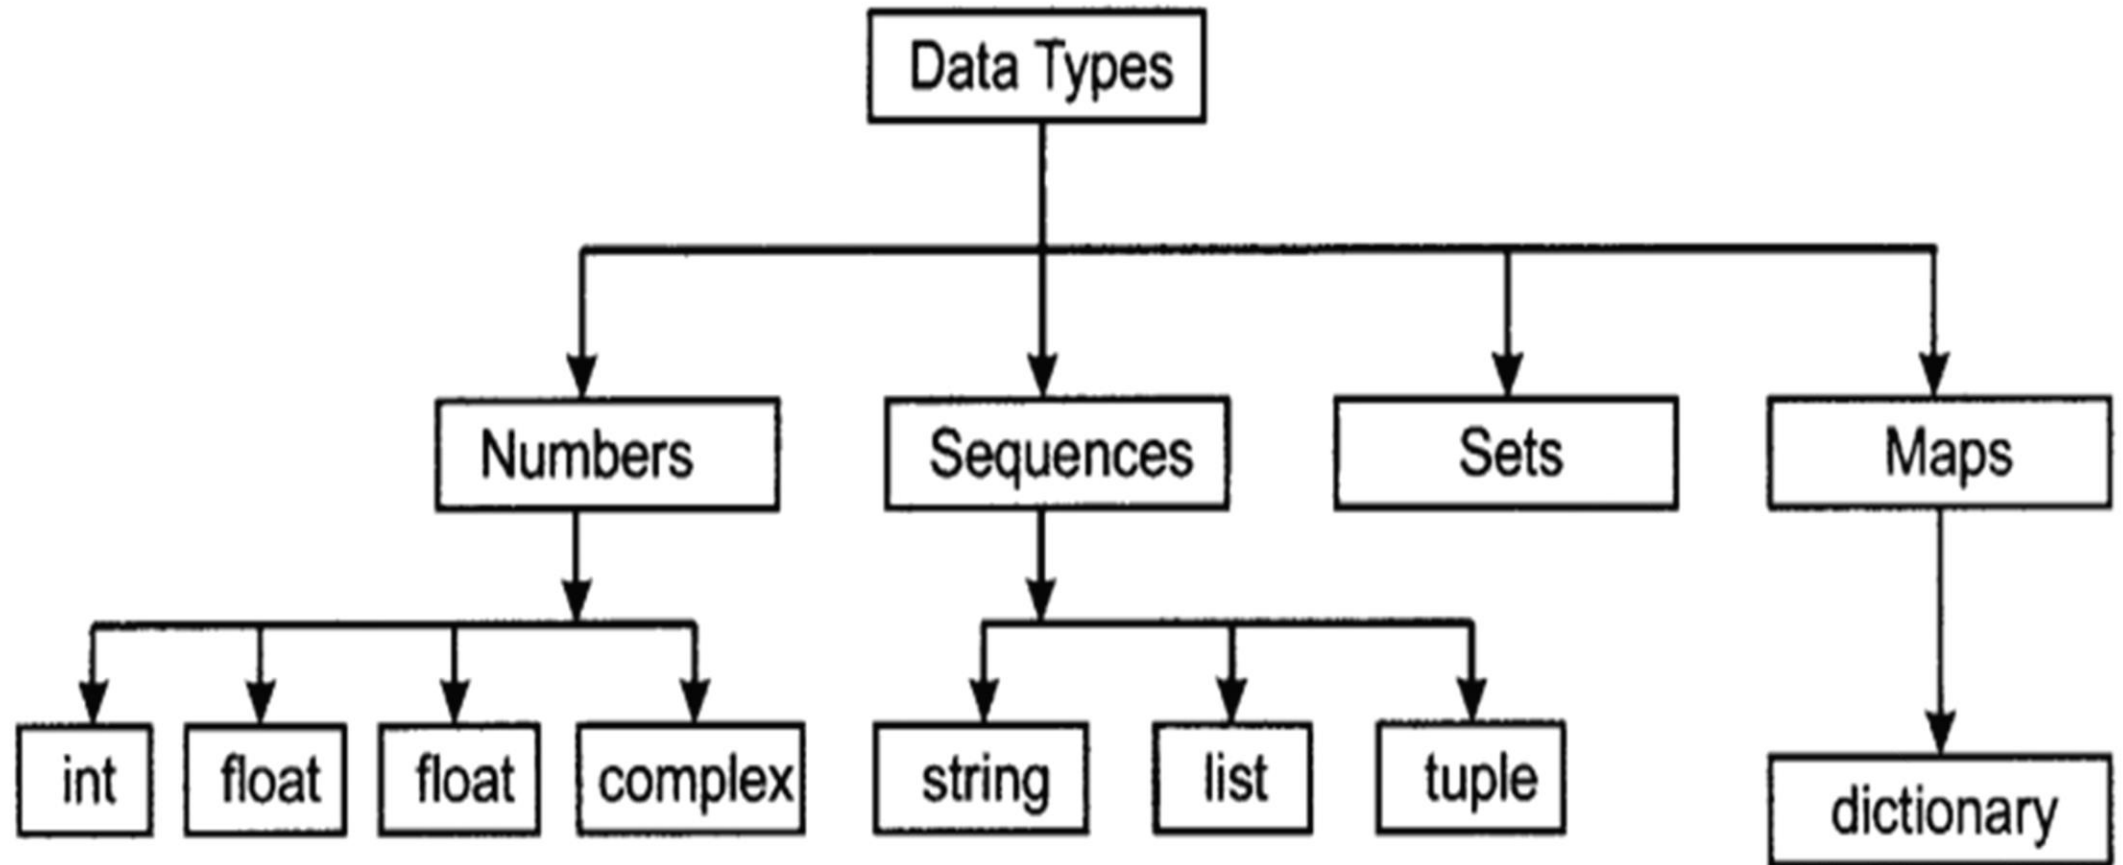 Data Types
Numbers
Sequences
Sets
Maps
int
float
float
complex
string
list
tuple
dictionary